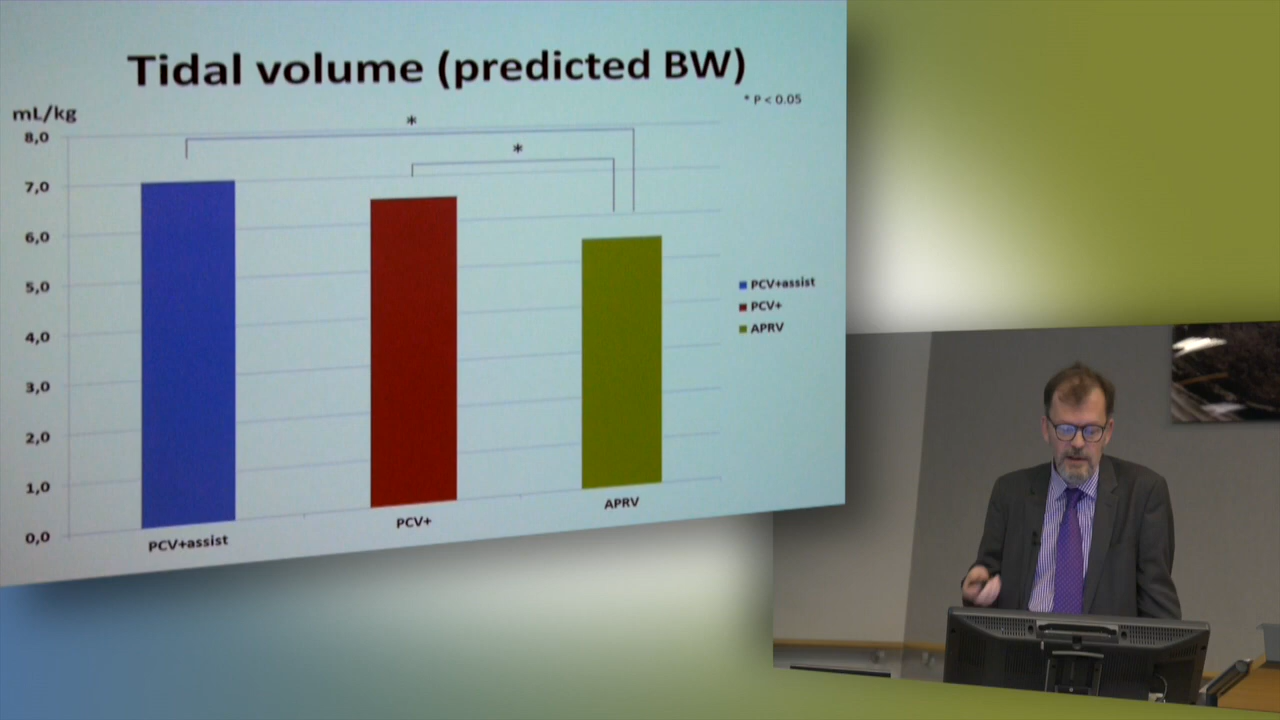 Tidal volume (predicted BW)
mL/kg
* P < 0.05
8,0
*
7,0
*
6,0
5,0
4,0
3,0
2,0
1,0
0,0
PCV+assist
PCV+
APRV
PCV+assist
PCV+
APRV